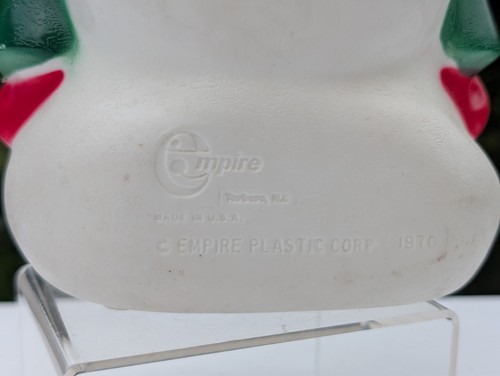 Empire
Tarboro, N.C.
MADE IN U.S.A.
© EMPIRE PLASTIC CORP 1970